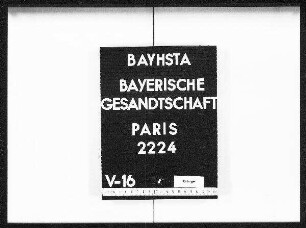 BAYHSTA
BAYERISCHE
GESANDTSCHAFT
PARIS
2224
V-16